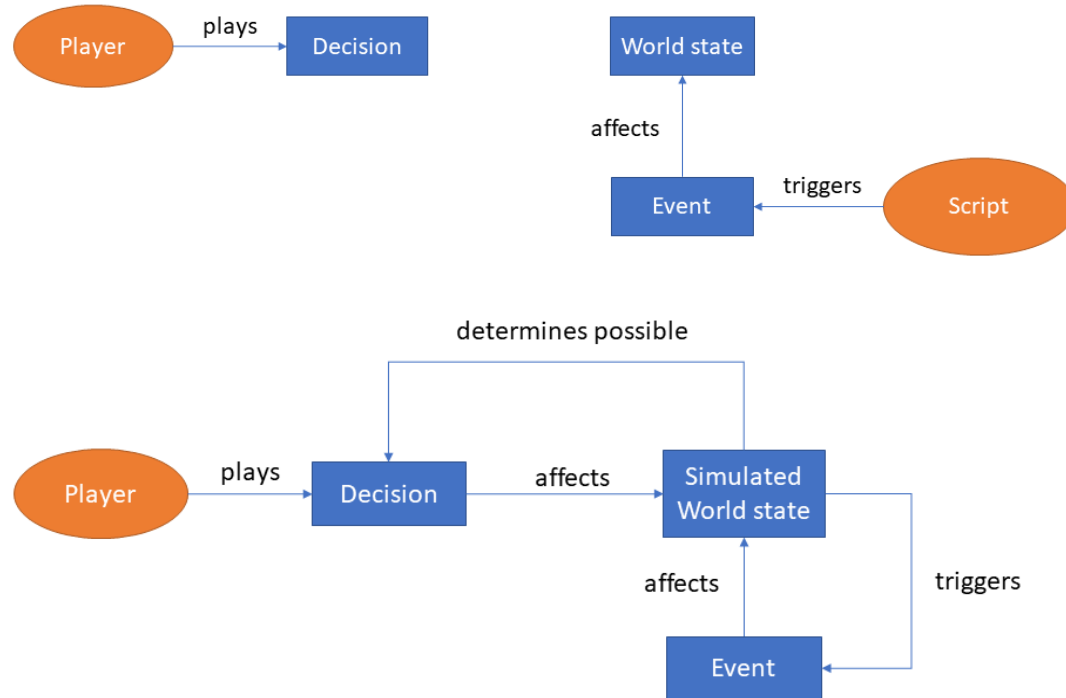 Player
plays
Decision
World state
affects
Event
triggers
Script
determines possible
Player
plays
Decision
affects
Simulated
World state
affects
triggers
Event